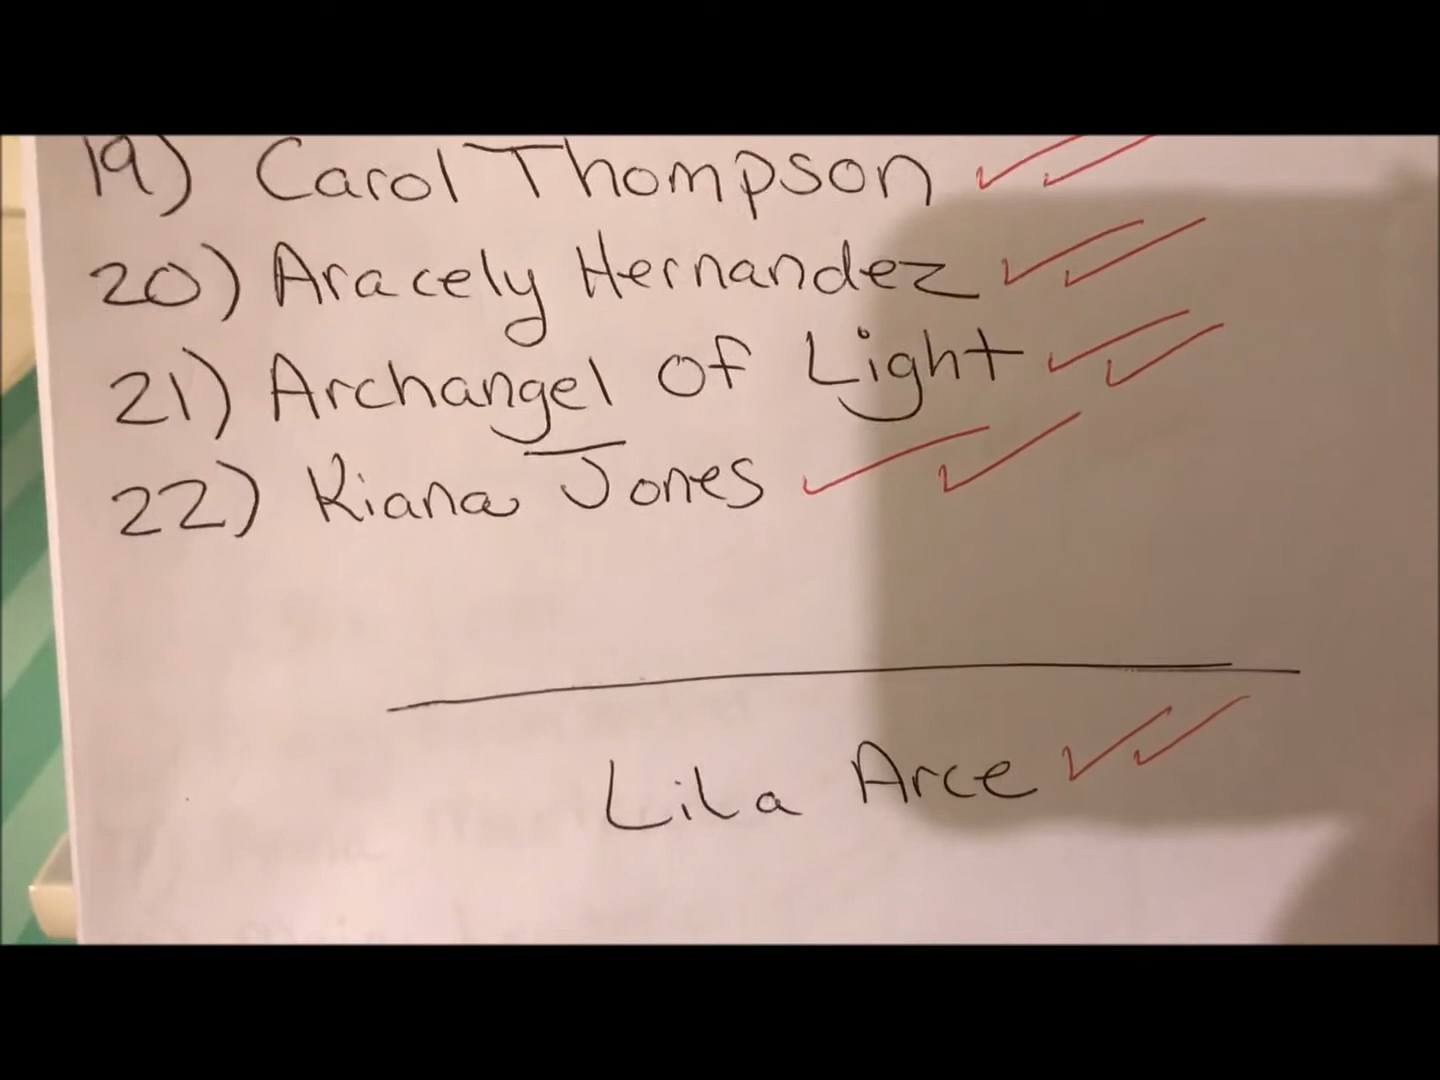 19) Carol Thompson ✓✓
20) Aracely Hernandez ✓✓
21) Archangel of Light ✓✓
22) Kiana Jones ✓✓
Lila Arce ✓✓